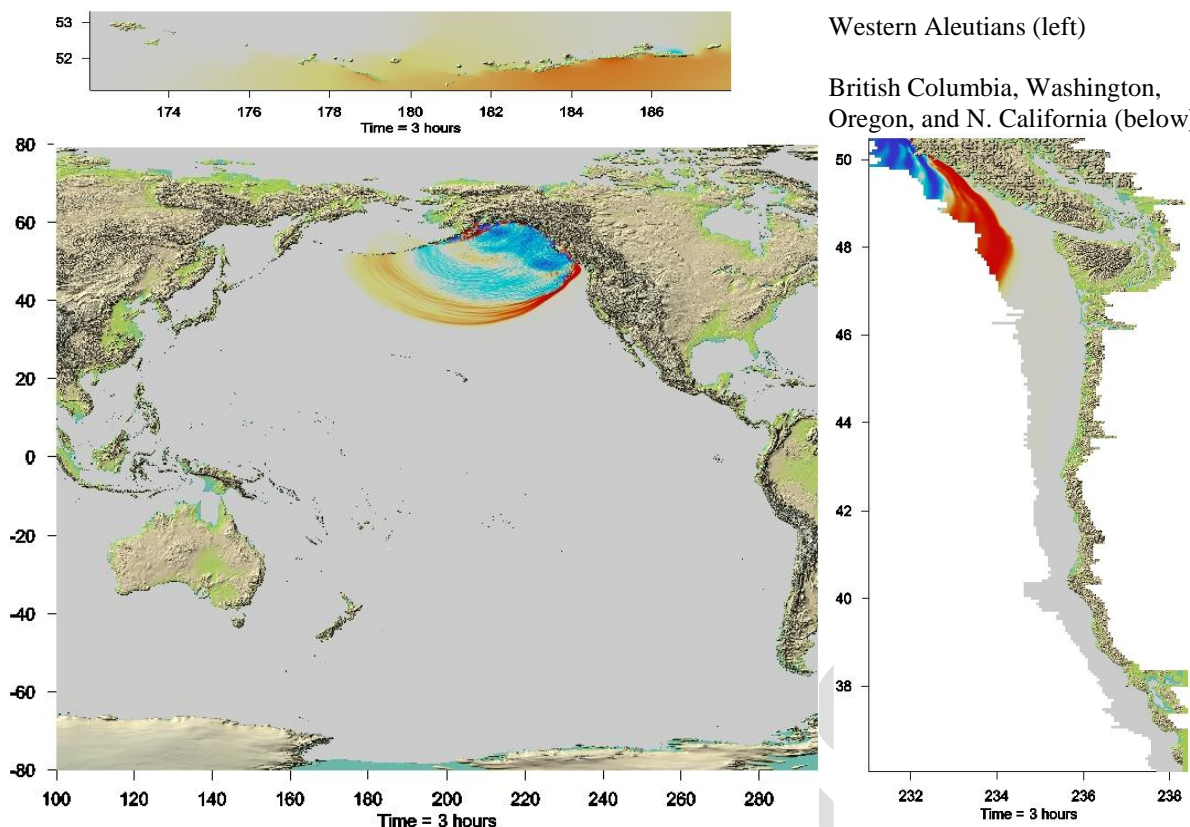 53
52
174 176 178 180 182 184 186
Time = 3 hours
Western Aleutians (left)
British Columbia, Washington,
Oregon, and N. California (below)
80
60
40
20
0
-20
-40
-60
-80
100 120 140 160 180 200 220 240 260 280
Time = 3 hours
50
48
46
44
42
40
38
232 234 236 238
Time = 3 hours